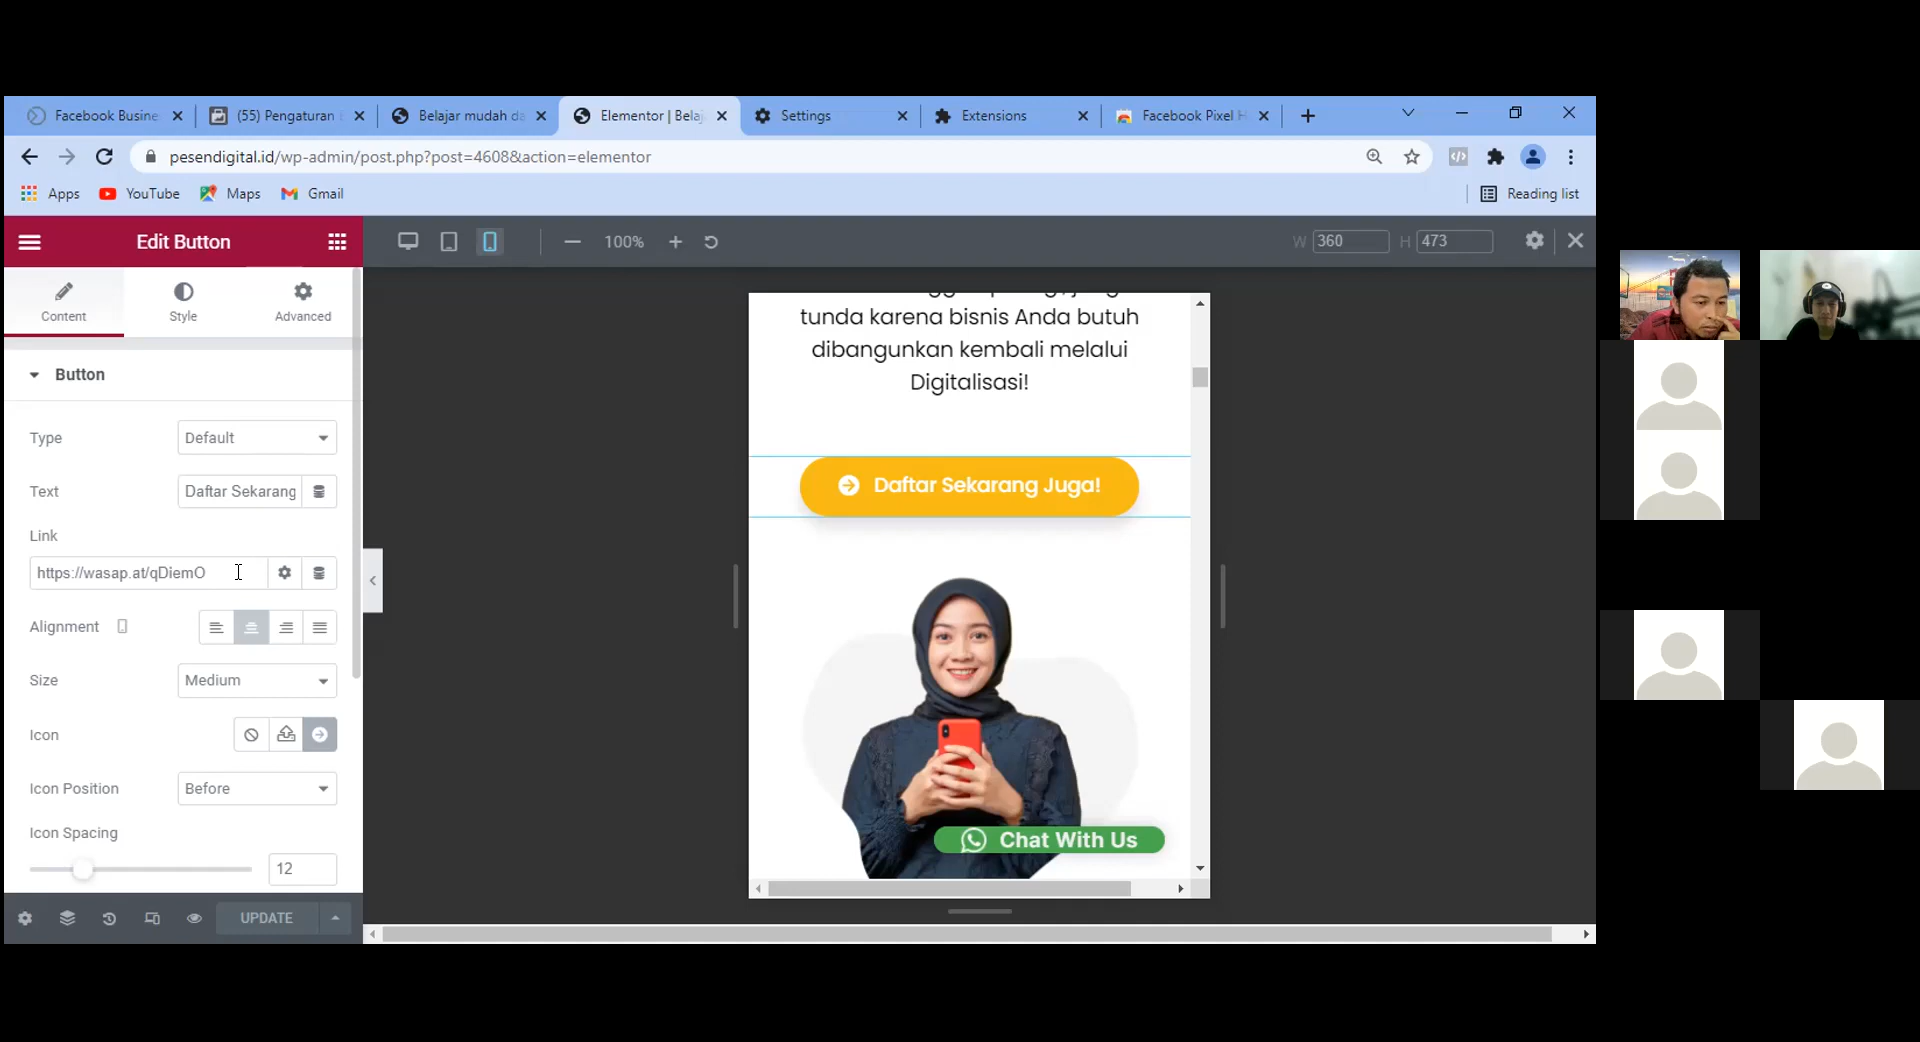 Facebook Busine
(55) Pengaturan
Belajar mudah da
Elementor | Belaj
Settings
Extensions
Facebook Pixel H
pesendigital.id/wp-admin/post.php?post=4608&action=elementor
Apps
YouTube
Maps
Gmail
Reading list
Edit Button
100%
W 360
H 473
Content
Style
Advanced
Button
Type
Default
Text
Daftar Sekarang
Link
https://wasap.at/qDiemO
Alignment
Size
Medium
Icon
Icon Position
Before
Icon Spacing
12
UPDATE
tunda karena bisnis Anda butuh
dibangunkan kembali melalui
Digitalisasi!
Daftar Sekarang Juga!
Chat With Us